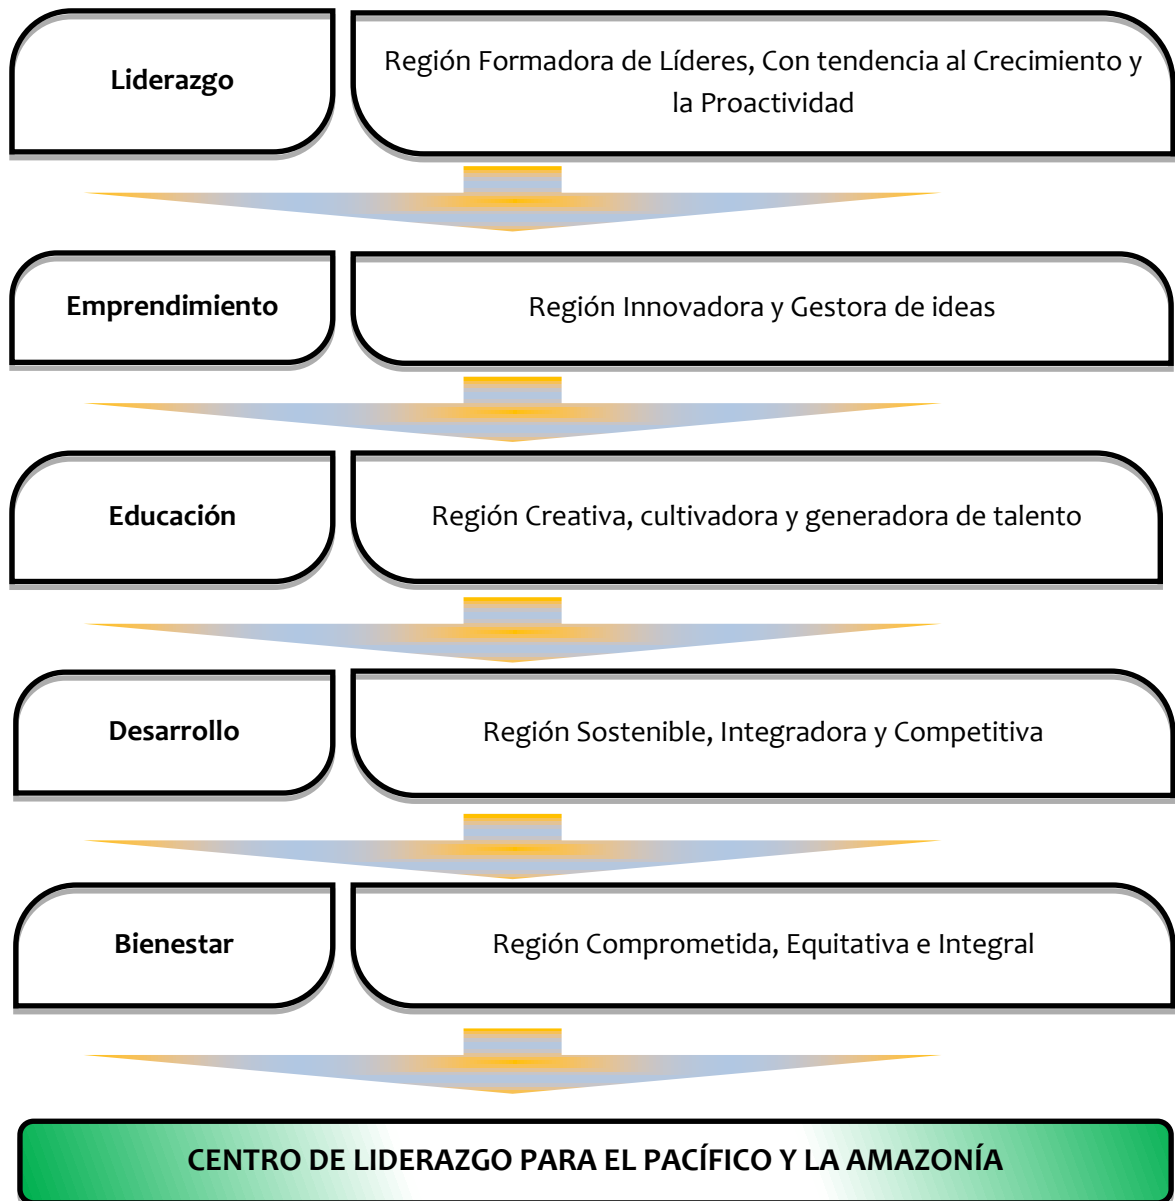 Liderazgo
Región Formadora de Líderes, Con tendencia al Crecimiento y
la Proactividad
Emprendimiento
Región Innovadora y Gestora de ideas
Educación
Región Creativa, cultivadora y generadora de talento
Desarrollo
Región Sostenible, Integradora y Competitiva
Bienestar
Región Comprometida, Equitativa e Integral
CENTRO DE LIDERAZGO PARA EL PACÍFICO Y LA AMAZONÍA